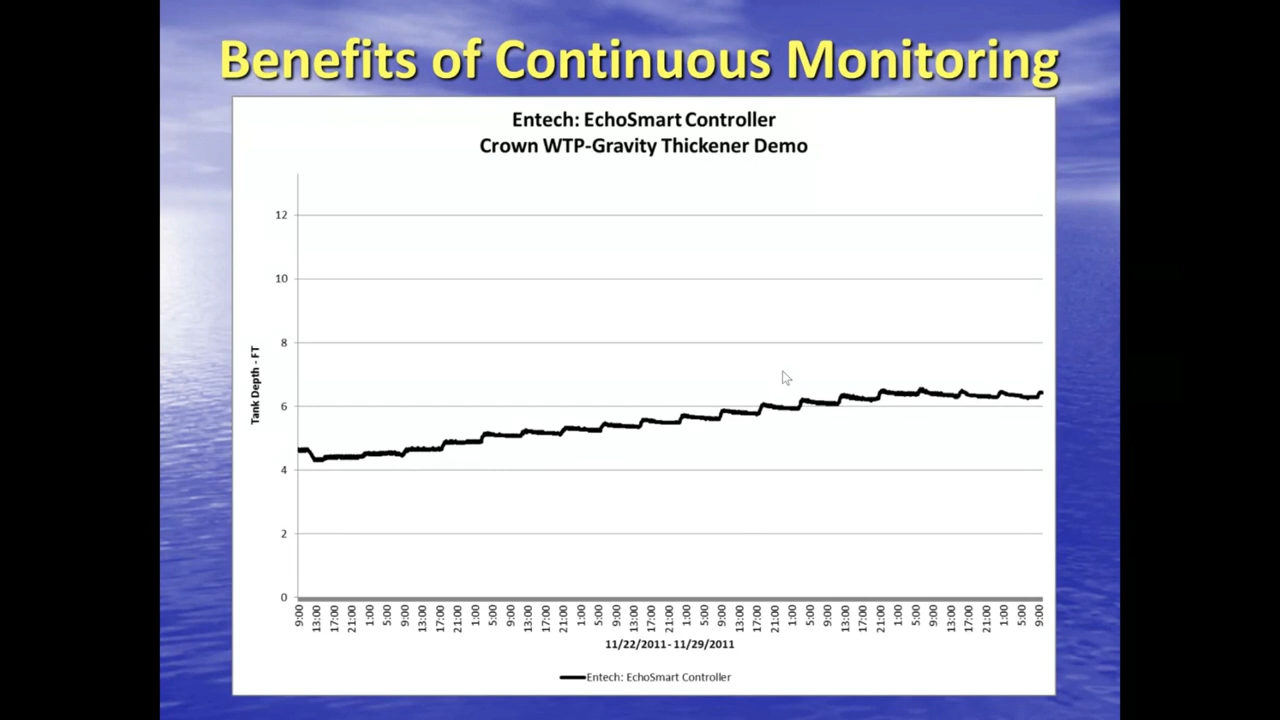 Benefits of Continuous Monitoring
Entech: EchoSmart Controller
Crown WTP-Gravity Thickener Demo
12
10
8
6
4
2
0
Tank Depth - FT
9:00 13:00 17:00 21:00 1:00 5:00 9:00 13:00 17:00 21:00 1:00 5:00 9:00 13:00 17:00 21:00 1:00 5:00 9:00 13:00 17:00 21:00 1:00 5:00 9:00 13:00 17:00 21:00 1:00 5:00 9:00 13:00 17:00 21:00 1:00 5:00 9:00 13:00 17:00 21:00 1:00 5:00 9:00
11/22/2011- 11/29/2011
Entech: EchoSmart Controller